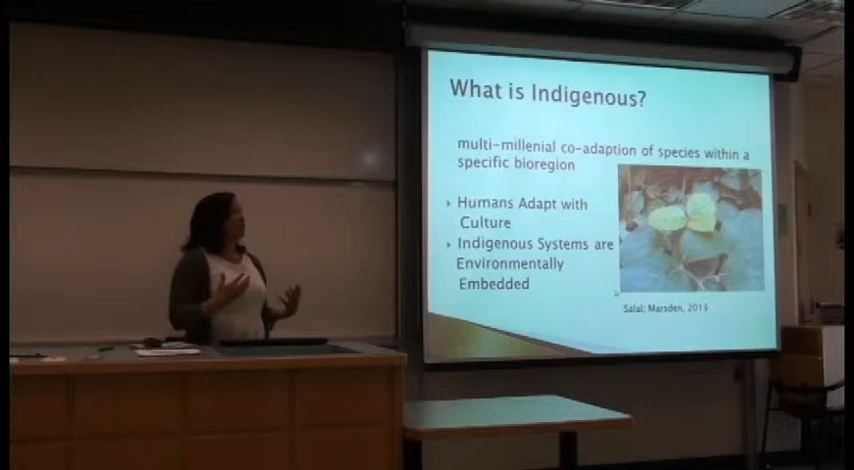 What is Indigenous?
multi-millenial co-adaption of species within a
specific bioregion
Humans Adapt with
Culture
Indigenous Systems are
Environmentally
Embedded
Salal; Marsden, 2013